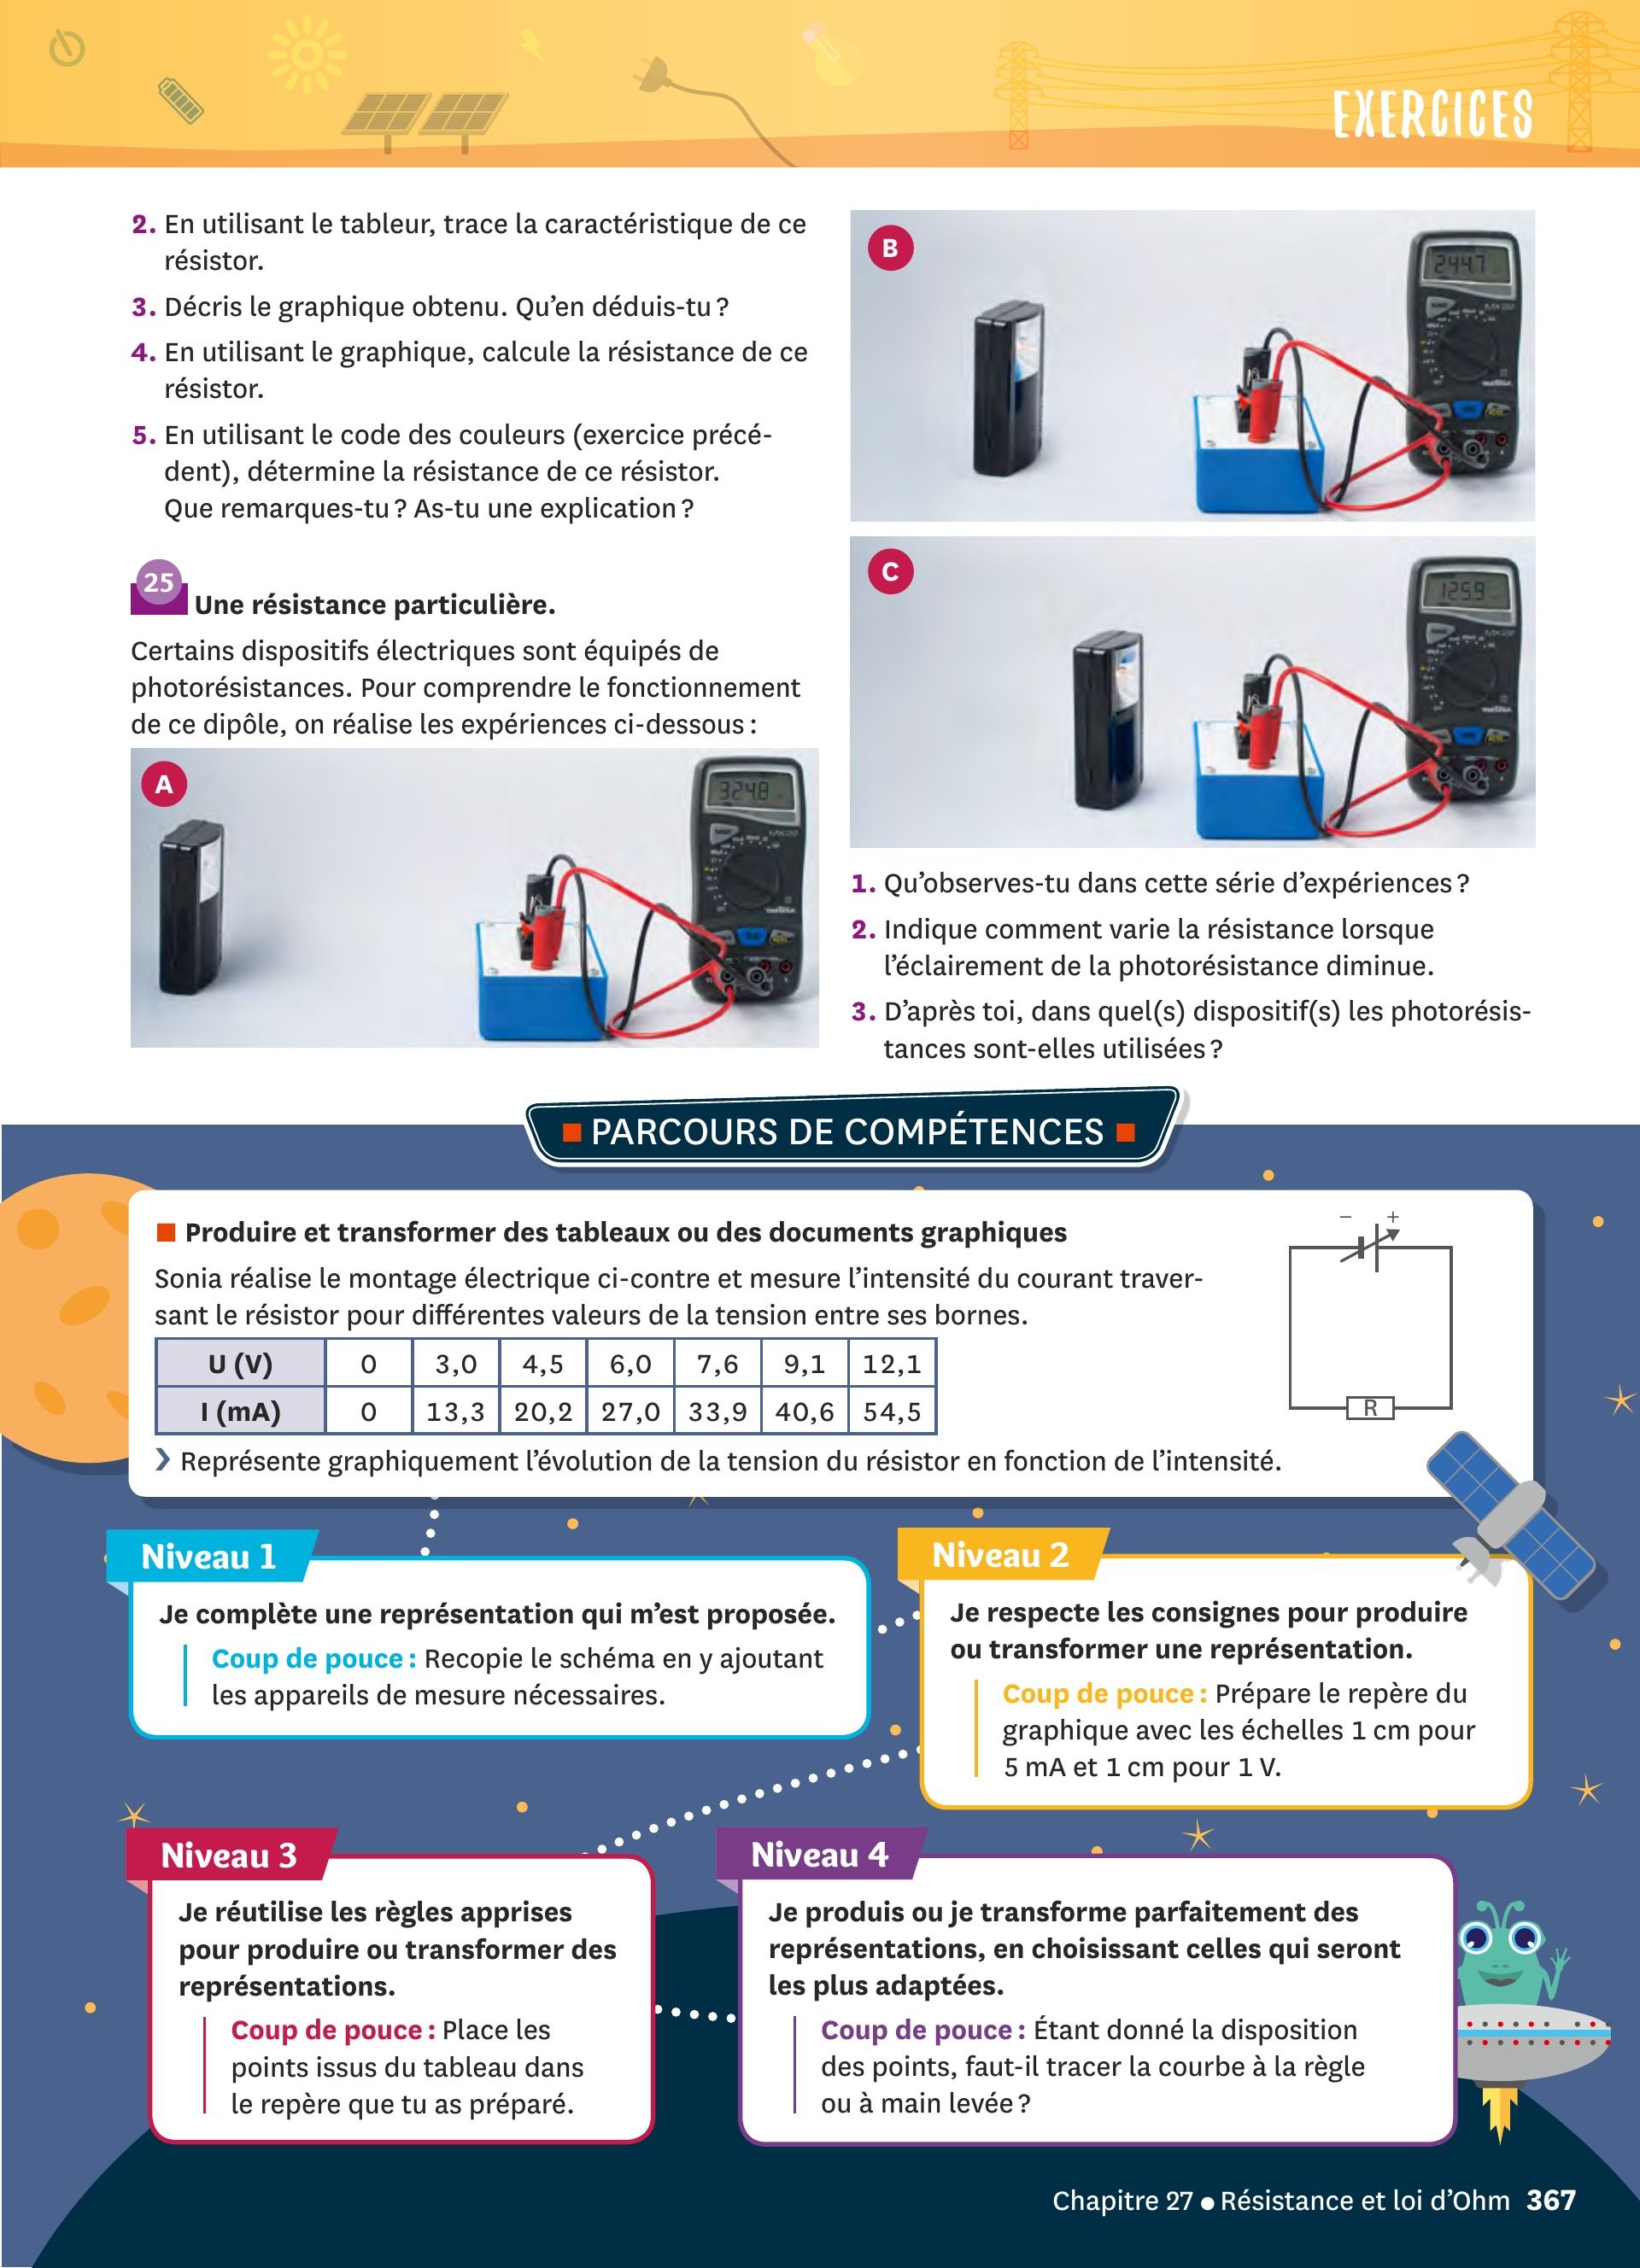 EXERCICES
2. En utilisant le tableur, trace la caractéristique de ce
résistor.
3. Décris le graphique obtenu. Qu'en déduis-tu ?
4. En utilisant le graphique, calcule la résistance de ce
résistor.
5. En utilisant le code des couleurs (exercice précé-
dent), détermine la résistance de ce résistor.
Que remarques-tu ? As-tu une explication ?
25 Une résistance particulière.
Certains dispositifs électriques sont équipés de
photorésistances. Pour comprendre le fonctionnement
de ce dipôle, on réalise les expériences ci-dessous :
A
324.8
B
244.7
C
125.9
1. Qu'observes-tu dans cette série d'expériences ?
2. Indique comment varie la résistance lorsque
l'éclairement de la photorésistance diminue.
3. D'après toi, dans quel(s) dispositif(s) les photorésis-
tances sont-elles utilisées ?
PARCOURS DE COMPÉTENCES
Produire et transformer des tableaux ou des documents graphiques
Sonia réalise le montage électrique ci-contre et mesure l'intensité du courant traver-
sant le résistor pour différentes valeurs de la tension entre ses bornes.
U (V) 0 3,0 4,5 6,0 7,6 9,1 12,1
I (mA) 0 13,3 20,2 27,0 33,9 40,6 54,5
− +
R
❯ Représente graphiquement l'évolution de la tension du résistor en fonction de l'intensité.
Niveau 1
Je complète une représentation qui m'est proposée.
Coup de pouce : Recopie le schéma en y ajoutant
les appareils de mesure nécessaires.
Niveau 2
Je respecte les consignes pour produire
ou transformer une représentation.
Coup de pouce : Prépare le repère du
graphique avec les échelles 1 cm pour
5 mA et 1 cm pour 1 V.
Niveau 3
Je réutilise les règles apprises
pour produire ou transformer des
représentations.
Coup de pouce : Place les
points issus du tableau dans
le repère que tu as préparé.
Niveau 4
Je produis ou je transforme parfaitement des
représentations, en choisissant celles qui seront
les plus adaptées.
Coup de pouce : Étant donné la disposition
des points, faut-il tracer la courbe à la règle
ou à main levée ?
Chapitre 27 ● Résistance et loi d'Ohm 367